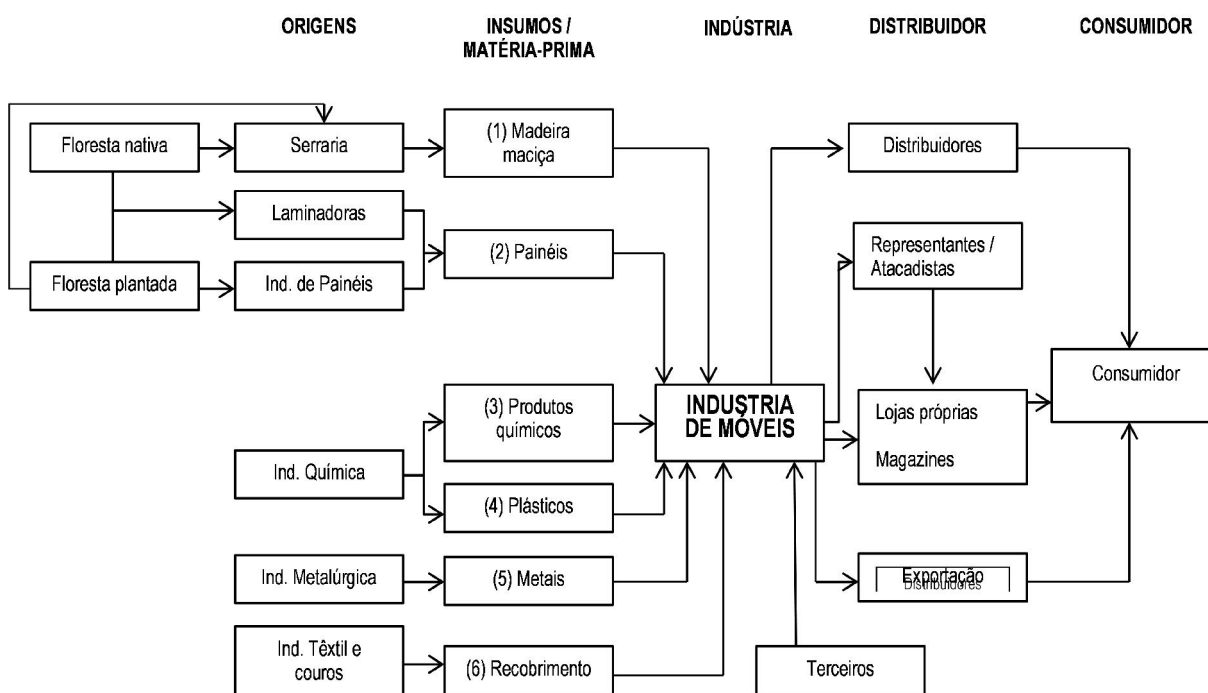 ORIGENS
INSUMOS /
MATÉRIA-PRIMA
INDÚSTRIA
DISTRIBUIDOR
CONSUMIDOR
Floresta nativa
Serraria
(1) Madeira
maciça
Distribuidores
Laminadoras
(2) Painéis
Representantes /
Atacadistas
Floresta plantada
Ind. de Painéis
Consumidor
(3) Produtos
químicos
INDUSTRIA
DE MÓVEIS
Lojas próprias
Magazines
Ind. Química
(4) Plásticos
Ind. Metalúrgica
(5) Metais
Exportação
Distribuidores
Ind. Têxtil e
couros
(6) Recobrimento
Terceiros